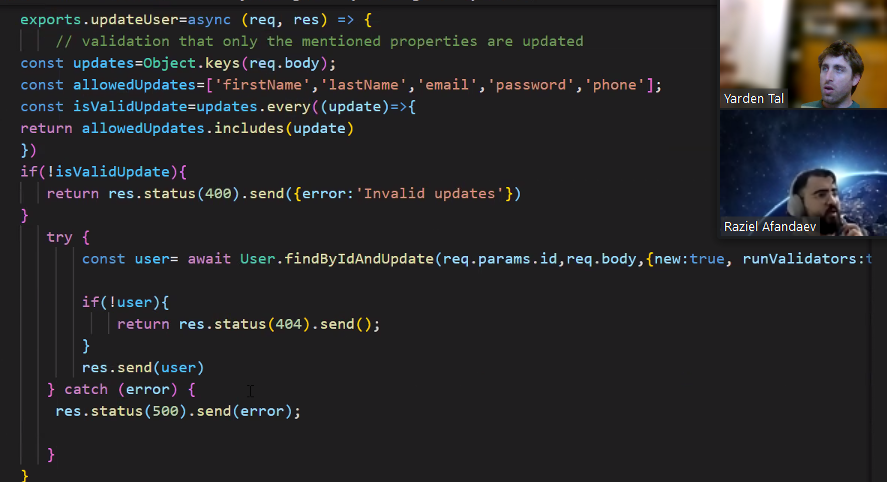 exports.updateUser=async (req, res) => {
// validation that only the mentioned properties are updated
const updates=Object.keys(req.body);
const allowedUpdates=['firstName','lastName','email','password','phone'];
const isValidUpdate=updates.every((update)=>{
return allowedUpdates.includes(update)
})
if(!isValidUpdate){
return res.status(400).send({error:'Invalid updates'})
}
try {
const user= await User.findByIdAndUpdate(req.params.id,req.body,{new:true, runValidators:t
if(!user){
return res.status(404).send();
}
res.send(user)
} catch (error) {
res.status(500).send(error);
}
}
Yarden Tal
Raziel Afandaev